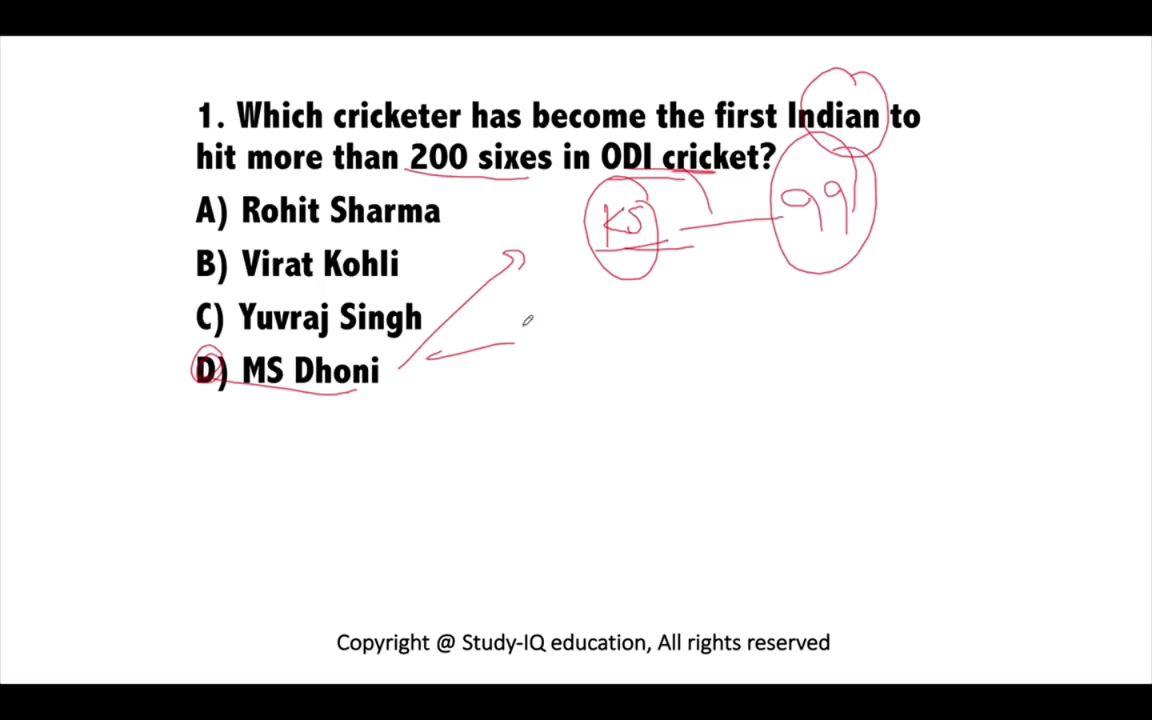 1. Which cricketer has become the first Indian to
hit more than 200 sixes in ODI cricket?
KS
99
A) Rohit Sharma
B) Virat Kohli
C) Yuvraj Singh
D) MS Dhoni
Copyright @ Study-IQ education, All rights reserved